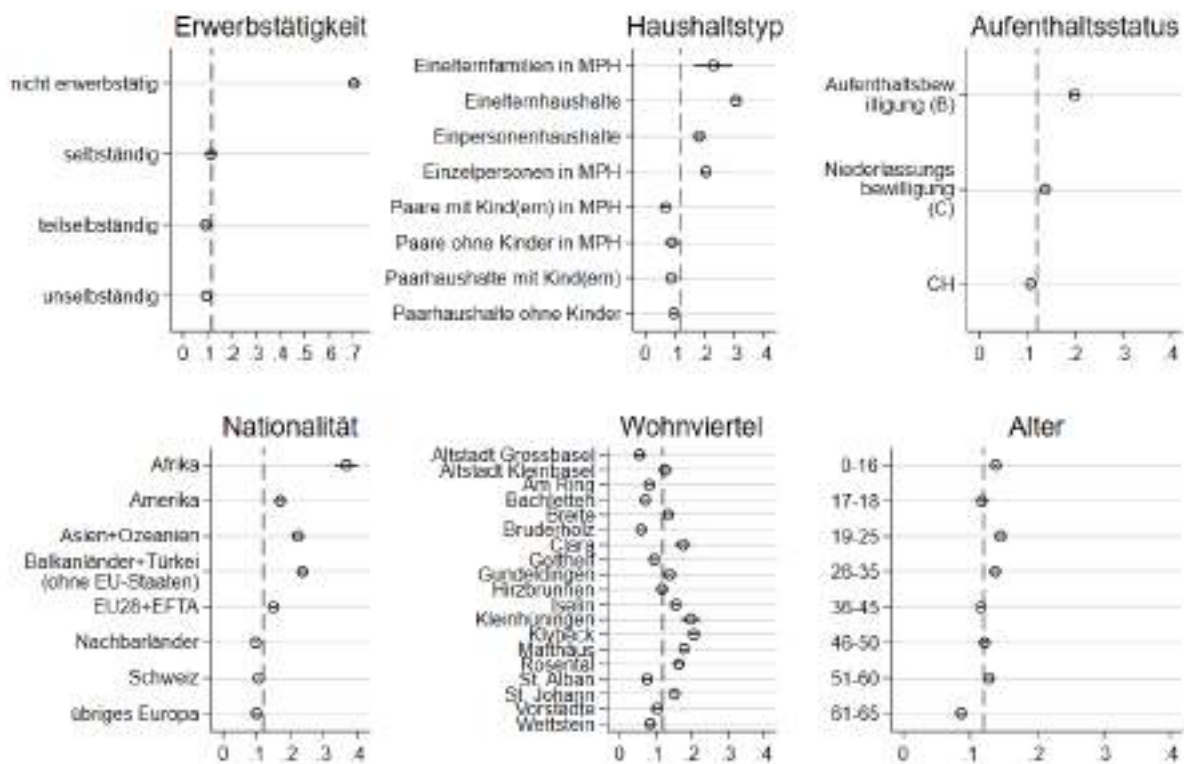 Erwerbstätigkeit
nicht erwerbstätig
selbständig
teilselbständig
unselbständig
0 .1 .2 .3 .4 .5 .6 .7
Haushaltstyp
Einelternfamilien in MPH
Einelternhaushalte
Einpersonenhaushalte
Einzelpersonen in MPH
Paare mit Kind(ern) in MPH
Paare ohne Kinder in MPH
Paarhaushalte mit Kind(ern)
Paarhaushalte ohne Kinder
0 .1 .2 .3 .4
Aufenthaltsstatus
Aufenthaltsbew
illigung (B)
Niederlassungs
bewilligung
(C)
CH
0 .1 .2 .3 .4
Nationalität
Afrika
Amerika
Asien+Ozeanien
Balkanländer+Türkei
(ohne EU-Staaten)
EU28+EFTA
Nachbarländer
Schweiz
übriges Europa
0 .1 .2 .3 .4
Wohnviertel
Altstadt Grossbasel
Altstadt Kleinbasel
Am Ring
Bachletten
Breite
Bruderholz
Clara
Gotthelf
Gundeldingen
Hirzbrunnen
Iselin
Kleinhüningen
Klybeck
Matthäus
Rosental
St. Alban
St. Johann
Vorstädte
Wettstein
0 .1 .2 .3 .4
Alter
0-16
17-18
19-25
26-35
36-45
46-50
51-60
61-65
0 .1 .2 .3 .4